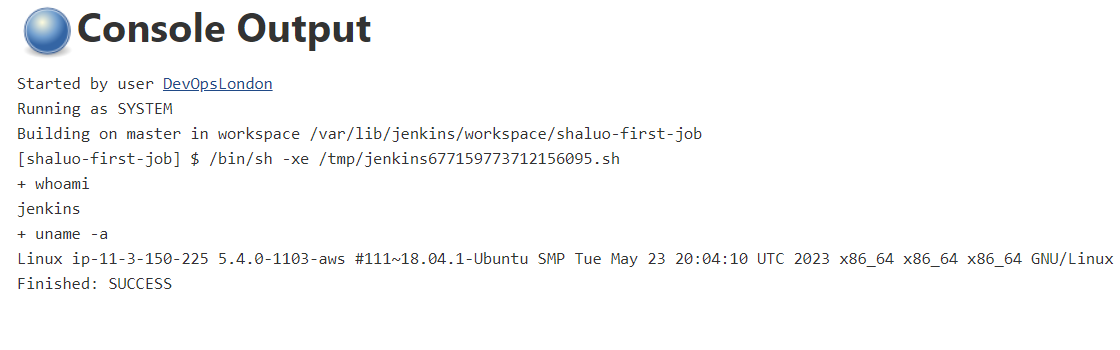 Console Output
Started by user DevOpsLondon
Running as SYSTEM
Building on master in workspace /var/lib/jenkins/workspace/shaluo-first-job
[shaluo-first-job] $ /bin/sh -xe /tmp/jenkins677159773712156095.sh
+ whoami
jenkins
+ uname -a
Linux ip-11-3-150-225 5.4.0-1103-aws #111~18.04.1-Ubuntu SMP Tue May 23 20:04:10 UTC 2023 x86_64 x86_64 x86_64 GNU/Linux
Finished: SUCCESS